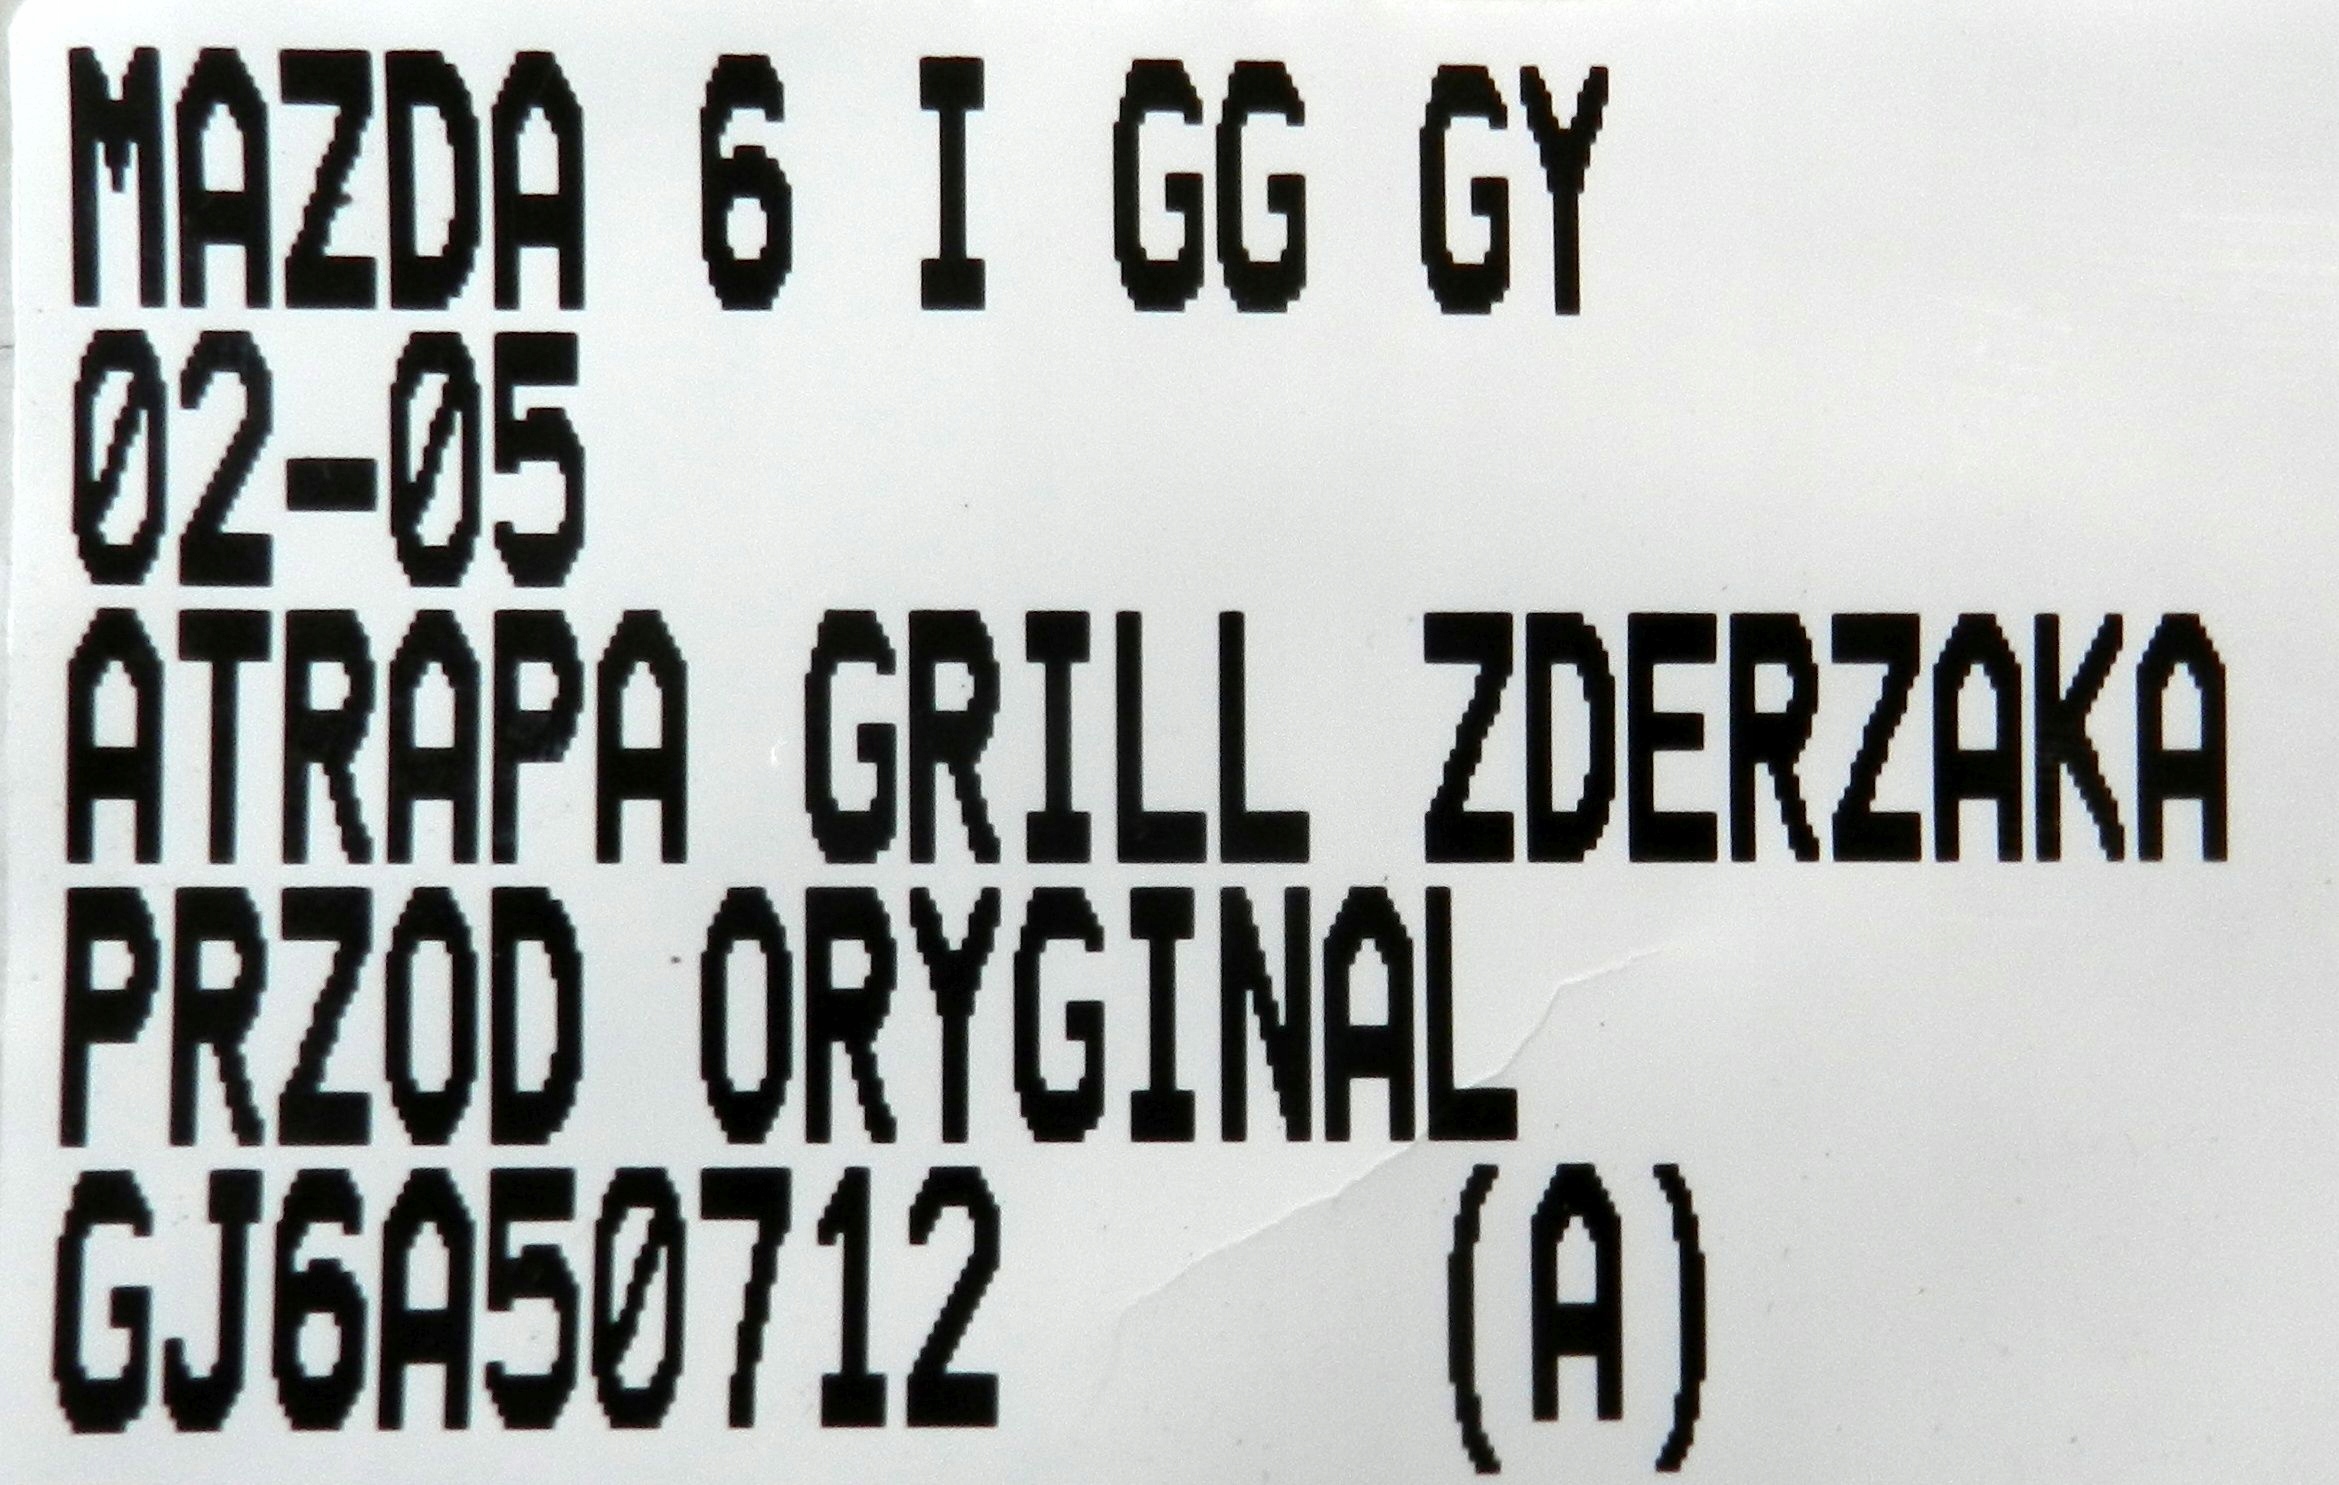 MAZDA 6 I GG GY
02-05
ATRAPA GRILL ZDERZAKA
PRZOD ORYGINAL
GJ6A50712 (A)